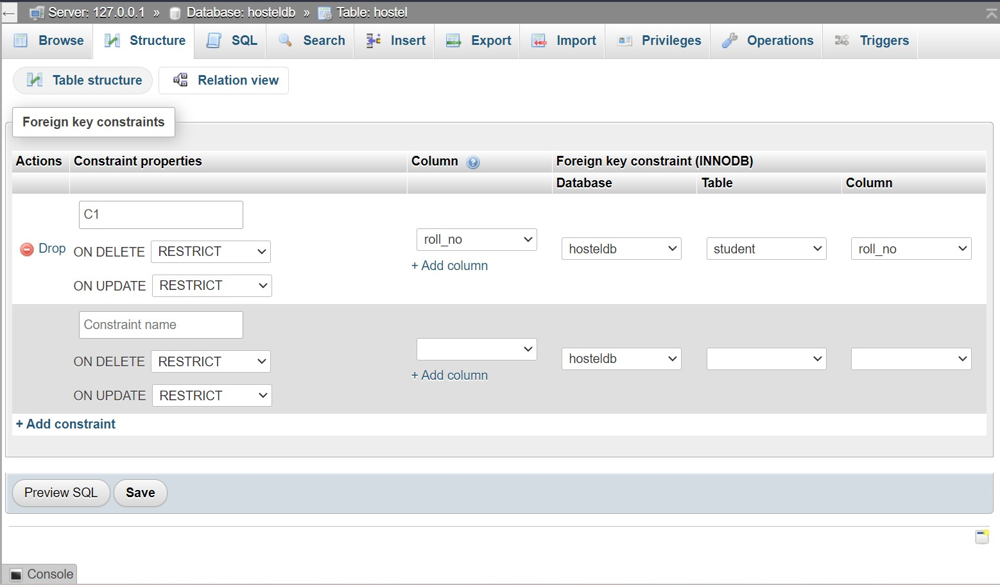 Server: 127.0.0.1 » Database: hosteldb » Table: hostel
Browse Structure SQL Search Insert Export Import Privileges Operations Triggers
Table structure Relation view
Foreign key constraints
Actions Constraint properties Column Foreign key constraint (INNODB)
Database Table Column
C1
Drop ON DELETE RESTRICT roll_no hosteldb student roll_no
+ Add column
ON UPDATE RESTRICT
Constraint name
ON DELETE RESTRICT hosteldb
+ Add column
ON UPDATE RESTRICT
+ Add constraint
Preview SQL Save
Console